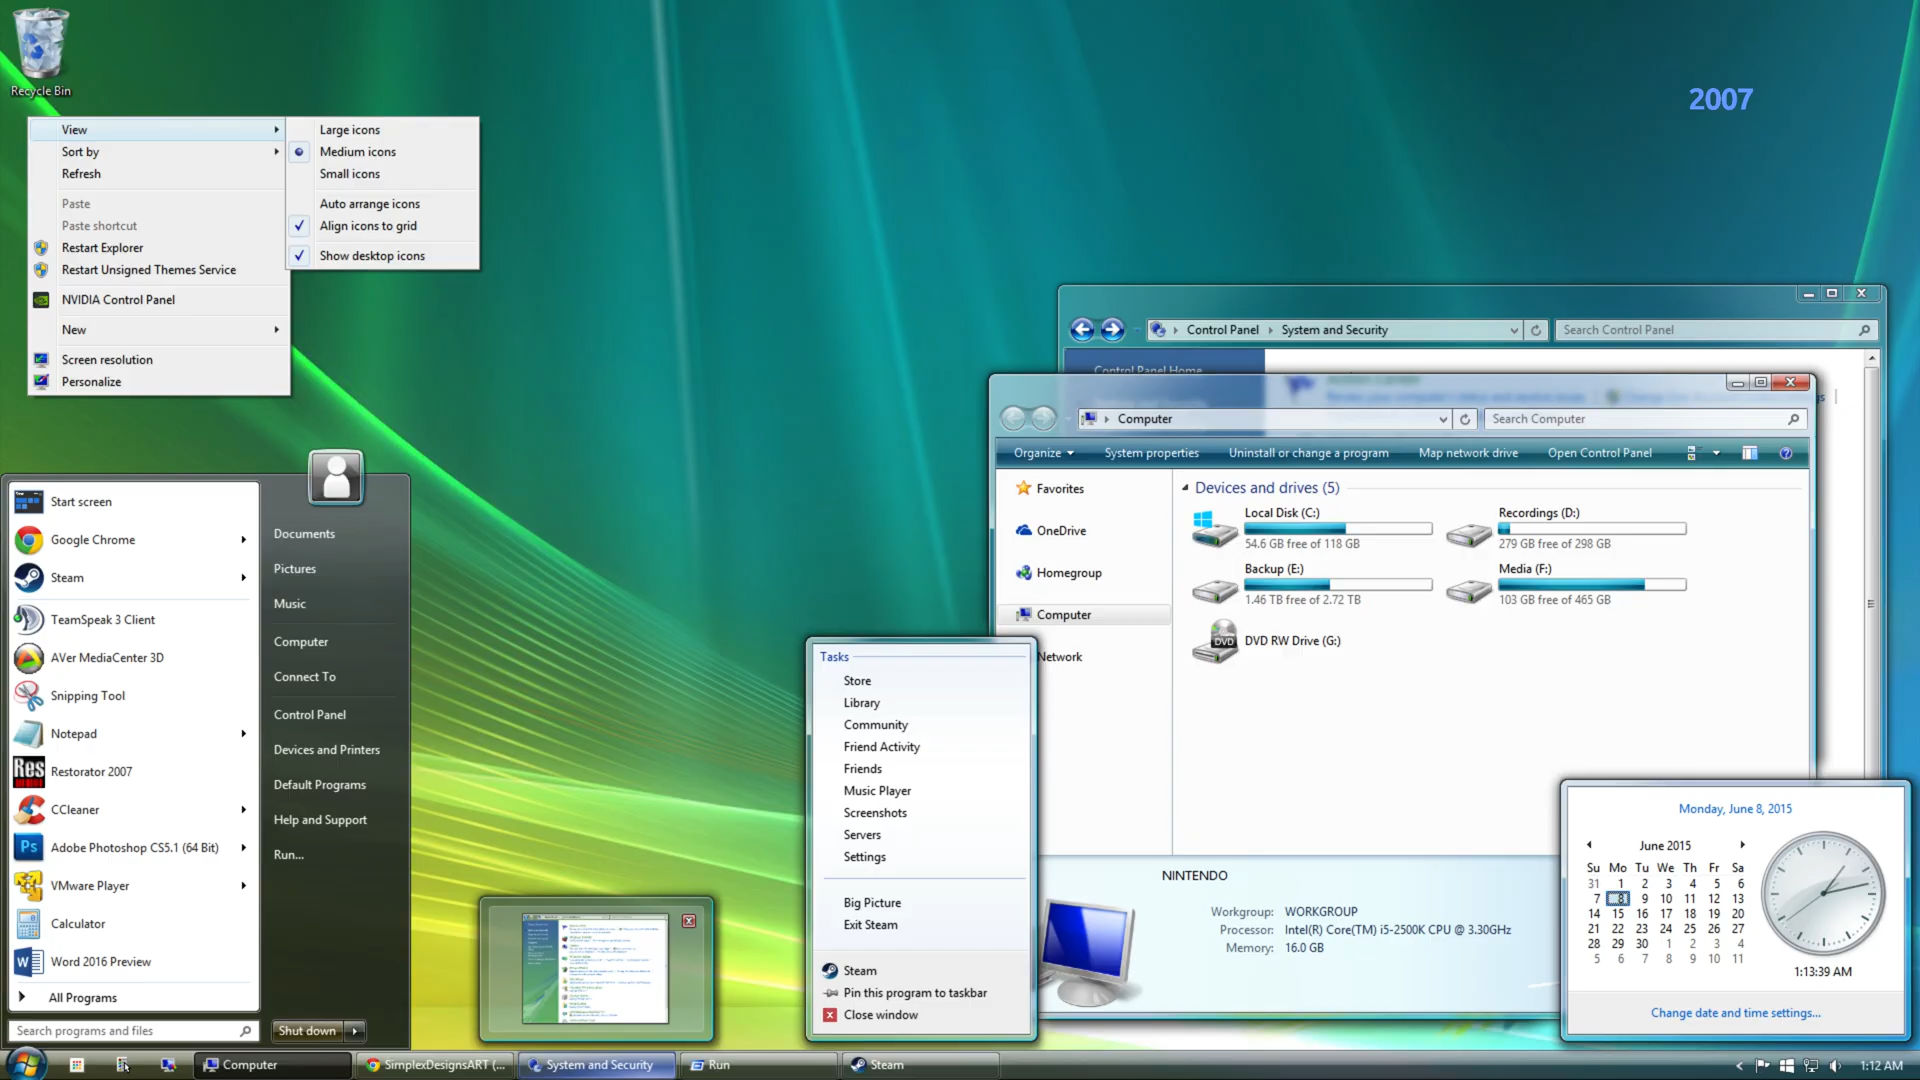 Recycle Bin
2007
View
Sort by
Refresh
Paste
Paste shortcut
Restart Explorer
Restart Unsigned Themes Service
NVIDIA Control Panel
New
Screen resolution
Personalize
Large icons
Medium icons
Small icons
Auto arrange icons
Align icons to grid
Show desktop icons
Control Panel
System and Security
Search Control Panel
Control Panel Home
Computer
Search Computer
Organize
System properties
Uninstall or change a program
Map network drive
Open Control Panel
Favorites
OneDrive
Homegroup
Computer
Network
Devices and drives (5)
Local Disk (C:)
54.6 GB free of 118 GB
Recordings (D:)
279 GB free of 298 GB
Backup (E:)
1.46 TB free of 2.72 TB
Media (F:)
103 GB free of 465 GB
DVD
DVD RW Drive (G:)
NINTENDO
Workgroup: WORKGROUP
Processor: Intel(R) Core(TM) i5-2500K CPU @ 3.30GHz
Memory: 16.0 GB
Start screen
Google Chrome
Steam
TeamSpeak 3 Client
AVer MediaCenter 3D
Snipping Tool
Notepad
Res
Restorator 2007
CCleaner
Ps
Adobe Photoshop CS5.1 (64 Bit)
VMware Player
Calculator
Word 2016 Preview
All Programs
Search programs and files
Documents
Pictures
Music
Computer
Connect To
Control Panel
Devices and Printers
Default Programs
Help and Support
Run...
Shut down
Tasks
Store
Library
Community
Friend Activity
Friends
Music Player
Screenshots
Servers
Settings
Big Picture
Exit Steam
Steam
Pin this program to taskbar
Close window
Monday, June 8, 2015
June 2015
Su Mo Tu We Th Fr Sa
31 1 2 3 4 5 6
7 8 9 10 11 12 13
14 15 16 17 18 19 20
21 22 23 24 25 26 27
28 29 30 1 2 3 4
5 6 7 8 9 10 11
1:13:39 AM
Change date and time settings...
Computer
SimplexDesignsART (...
System and Security
Run
Steam
1:12 AM